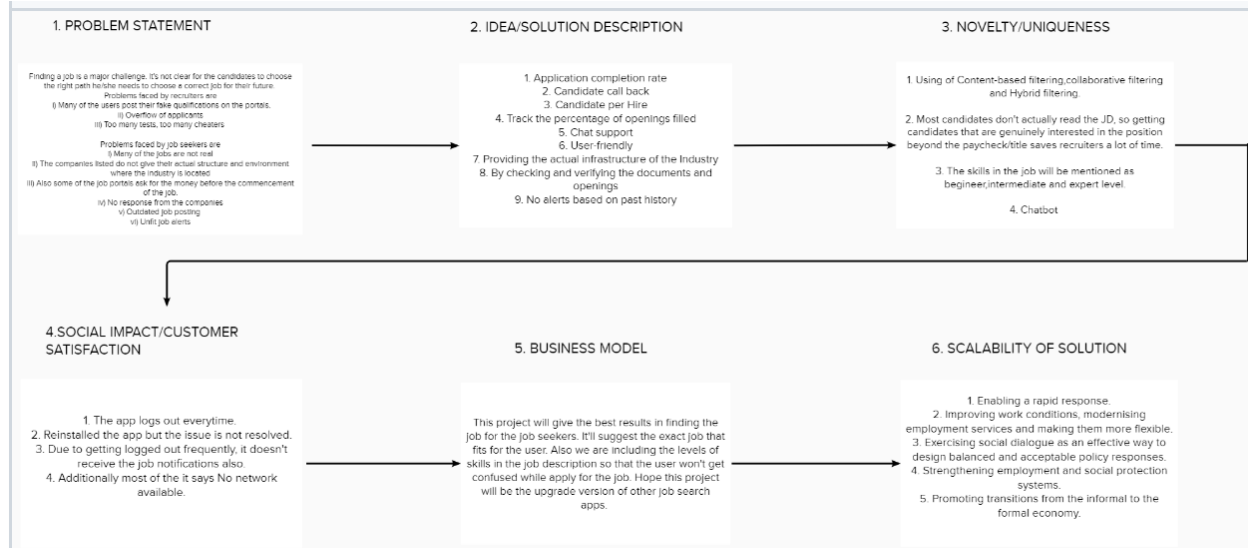 1. PROBLEM STATEMENT
Finding a job is a major challenge. It's not clear for the candidates to choose
the right path he/she needs to choose a correct job for their future.
Problems faced by recruiters are
i) Many of the users post their fake qualifications on the portals.
ii) Overflow of applicants
iii) Too many tests, too many cheaters
Problems faced by job seekers are
i) Many of the jobs are not real
ii) The companies listed do not give their actual structure and environment
where the industry is located
iii) Also some of the job portals ask for the money before the commencement
of the job.
iv) No response from the companies
v) Outdated job posting
vi) Unfit job alerts
2. IDEA/SOLUTION DESCRIPTION
1. Application completion rate
2. Candidate call back
3. Candidate per Hire
4. Track the percentage of openings filled
5. Chat support
6. User-friendly
7. Providing the actual infrastructure of the Industry
8. By checking and verifying the documents and
openings
9. No alerts based on past history
3. NOVELTY/UNIQUENESS
1. Using of Content-based filtering,collaborative filtering
and Hybrid filtering.
2. Most candidates don't actually read the JD, so getting
candidates that are genuinely interested in the position
beyond the paycheck/title saves recruiters a lot of time.
3. The skills in the job will be mentioned as
begineer,intermediate and expert level.
4. Chatbot
4.SOCIAL IMPACT/CUSTOMER
SATISFACTION
1. The app logs out everytime.
2. Reinstalled the app but the issue is not resolved.
3. Due to getting logged out frequently, it doesn't
receive the job notifications also.
4. Additionally most of the it says No network
available.
5. BUSINESS MODEL
This project will give the best results in finding the
job for the job seekers. It'll suggest the exact job that
fits for the user. Also we are including the levels of
skills in the job description so that the user won't get
confused while apply for the job. Hope this project
will be the upgrade version of other job search
apps.
6. SCALABILITY OF SOLUTION
1. Enabling a rapid response.
2. Improving work conditions, modernising
employment services and making them more flexible.
3. Exercising social dialogue as an effective way to
design balanced and acceptable policy responses.
4. Strengthening employment and social protection
systems.
5. Promoting transitions from the informal to the
formal economy.